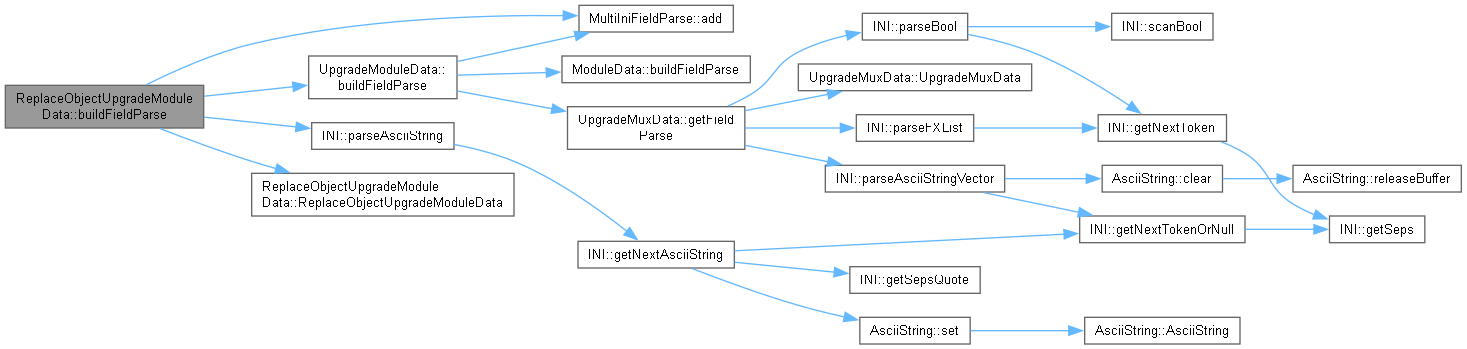 ReplaceObjectUpgradeModule
Data::buildFieldParse
MultiIniFieldParse::add
UpgradeModuleData::
buildFieldParse
ModuleData::buildFieldParse
UpgradeMuxData::getField
Parse
INI::parseBool
INI::scanBool
UpgradeMuxData::UpgradeMuxData
INI::parseFXList
INI::getNextToken
INI::parseAsciiStringVector
AsciiString::clear
AsciiString::releaseBuffer
INI::getNextTokenOrNull
INI::getSeps
INI::parseAsciiString
ReplaceObjectUpgradeModule
Data::ReplaceObjectUpgradeModuleData
INI::getNextAsciiString
INI::getSepsQuote
AsciiString::set
AsciiString::AsciiString